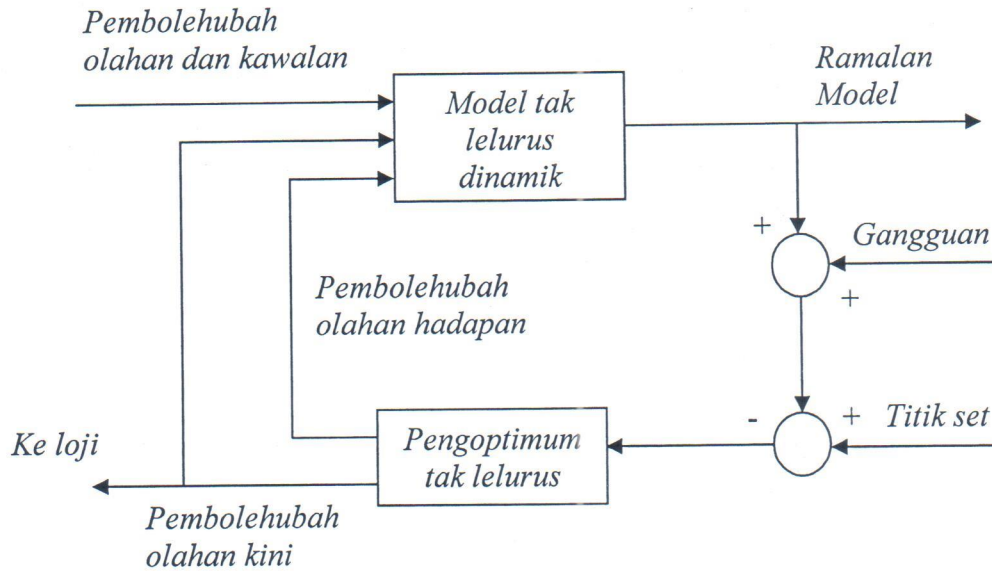 Pembolehubah
olahan dan kawalan
Model tak
lelurus
dinamik
Ramalan
Model
+
Gangguan
+
Pembolehubah
olahan hadapan
-
+
Titik set
Pengoptimum
tak lelurus
Ke loji
Pembolehubah
olahan kini